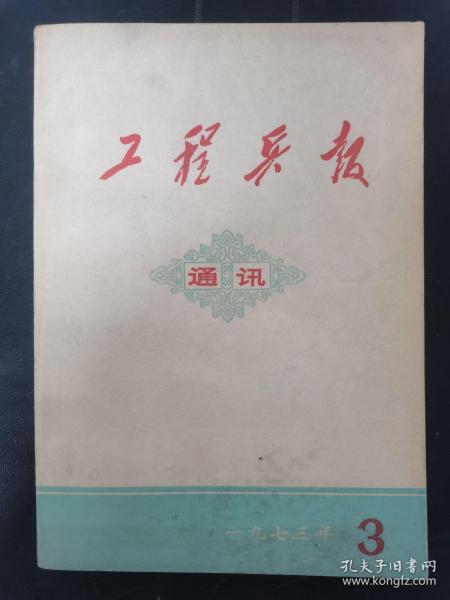 工程兵报
通讯
一九七三年 3
孔夫子旧书网
www.kongfz.com